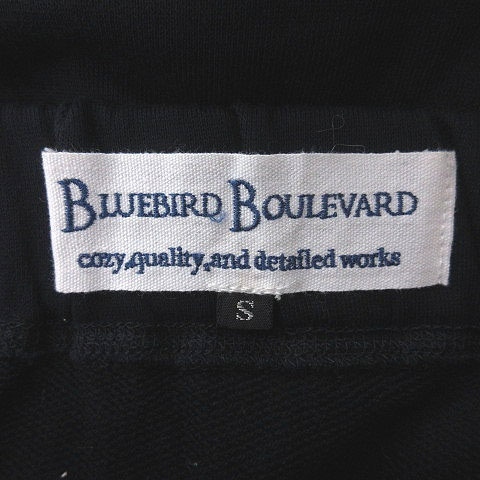 BLUEBIRD BOULEVARD
cozy,quality,and detailed works
S